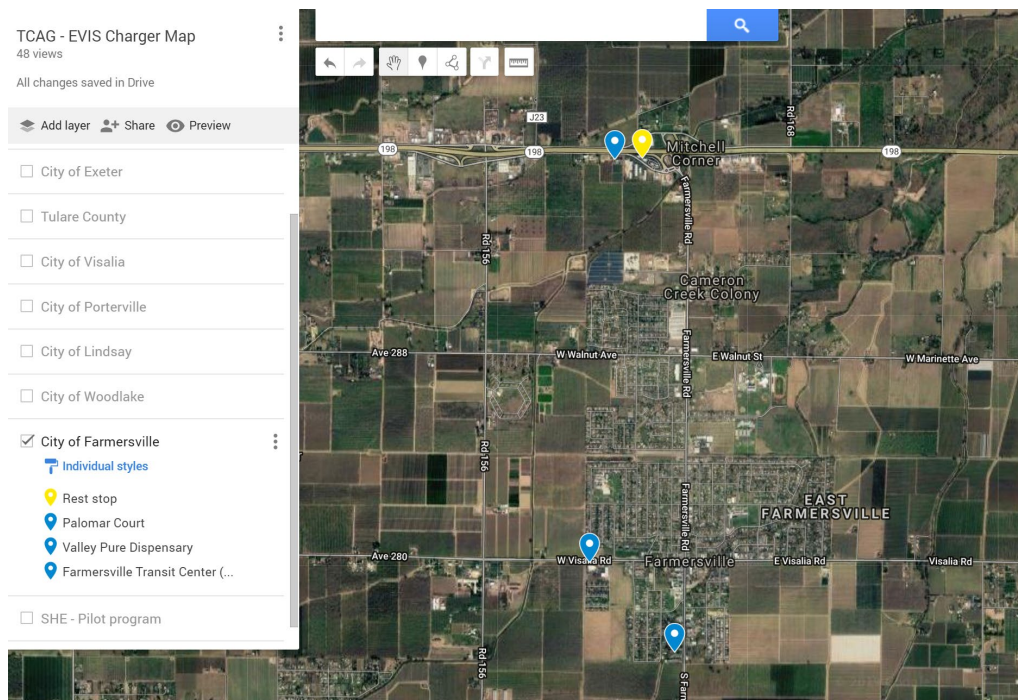 TCAG - EVIS Charger Map
48 views
All changes saved in Drive
Add layer Share Preview
City of Exeter
Tulare County
City of Visalia
City of Porterville
City of Lindsay
City of Woodlake
City of Farmersville
Individual styles
Rest stop
Palomar Court
Valley Pure Dispensary
Farmersville Transit Center (...
SHE - Pilot program
J23
Rd 168
198
198
198
Mitchell
Corner
Farmersville Rd
Rd 156
Cameron
Creek Colony
Farmersville Rd
Ave 288
W Walnut Ave
E Walnut St
W Marinette Ave
Rd 156
Farmersville Rd
EAST
FARMERSVILLE
Ave 280
W Visalia Rd
Farmersville
E Visalia Rd
Visalia Rd
Rd 156
S Farm